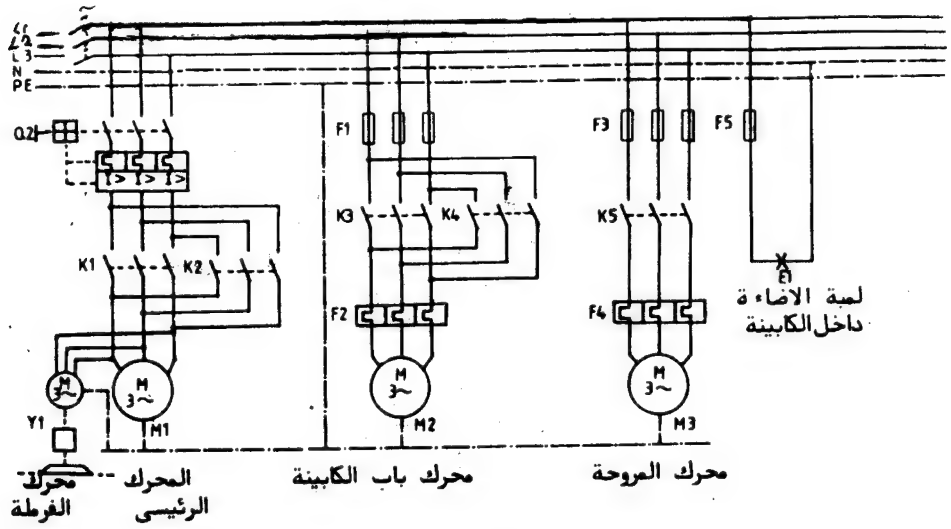 ~
L1
L2
L3
N
PE
Q2
F1
F3
F5
I> I> I>
K1
K2
K3
K4
K5
E1
لمبة الاضاءة
داخل الكابينة
F2
F4
M
3~
M
3~
M
3~
M
3~
Y1
M1
M2
M3
محرك
الفرملة
المحرك
الرئيسى
محرك باب الكابينة
محرك المروحة